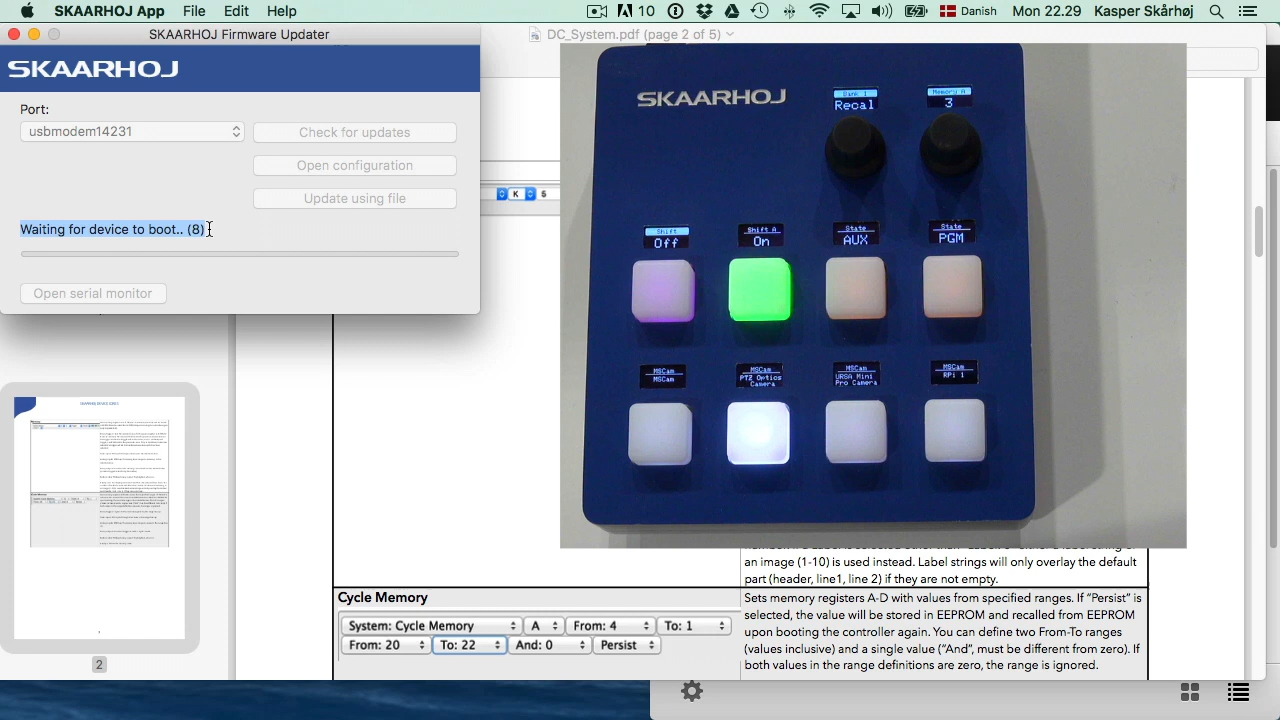 SKAARHOJ App File Edit Help 10 Danish Mon 22.29 Kasper Skårhøj
SKAARHOJ Firmware Updater
DC_System.pdf (page 2 of 5)
SKAARHOJ
Port:
usbmodem14231
Check for updates
Open configuration
Update using file
Waiting for device to boot.. (8)
Open serial monitor
K 5
SKAARHOJ
Recal
Memory A
3
Shift
Off
Shift A
On
State
AUX
State
PGM
MSCam
MSCam
MSCam
PTZ Optics
Camera
MSCam
URSA Mini
Pro Camera
MSCam
RPi 1
2
an image (1-10) is used instead. Label strings will only overlay the default
part (header, line1, line 2) if they are not empty.
Cycle Memory
System: Cycle Memory A From: 4 To: 1
From: 20 To: 22 And: 0 Persist
Sets memory registers A-D with values from specified ranges. If “Persist” is
selected, the value will be stored in EEPROM and recalled from EEPROM
upon booting the controller again. You can define two From-To ranges
(values inclusive) and a single value (“And”, must be different from zero). If
both values in the range definitions are zero, the range is ignored.